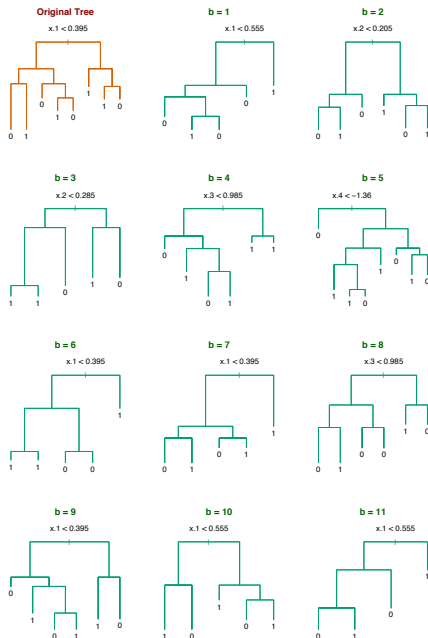 Original Tree
b = 1
b = 2
x.1 < 0.395
x.1 < 0.555
x.2 < 0.205
0 1 0 1 0 1 1 0
0 1 0 0 1
0 1 0 1 0 1
b = 3
b = 4
b = 5
x.2 < 0.285
x.3 < 0.985
x.4 < −1.36
1 1 0 1 0
0 1 0 1 1 1
0 1 1 0 1 0 1 0
b = 6
b = 7
b = 8
x.1 < 0.395
x.1 < 0.395
x.3 < 0.985
1 1 0 0 1
1 1 0 1 1
0 1 0 0 1 0
b = 9
b = 10
b = 11
x.1 < 0.395
x.1 < 0.555
x.1 < 0.555
0 1 0 1 1 0
1 0 1 0 1
0 1 0 1